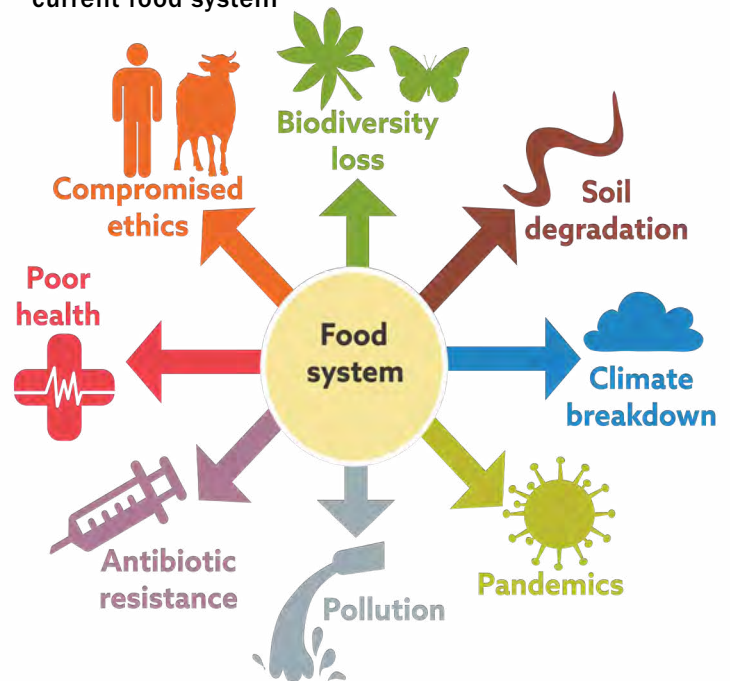 current food system
Biodiversity
loss
Compromised
ethics
Soil
degradation
Poor
health
Food
system
Climate
breakdown
Antibiotic
resistance
Pollution
Pandemics